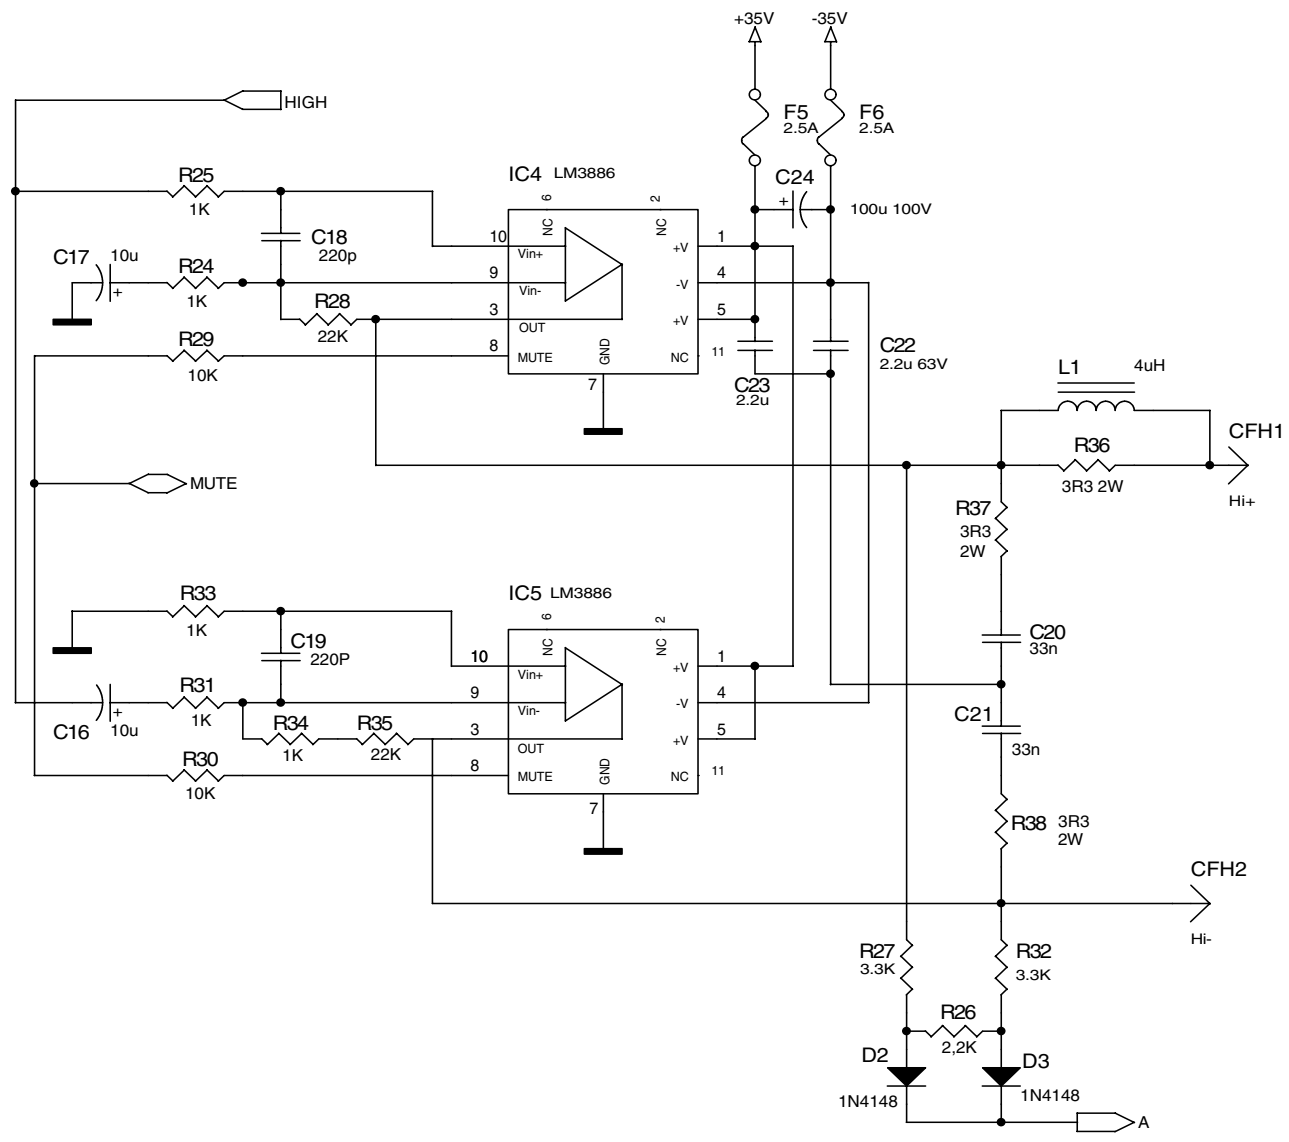 +35V
-35V
HIGH
F5
2.5A
F6
2.5A
R25
1K
IC4 LM3886
C24
+
100u 100V
6
NC
2
NC
C18
220p
10
Vin+
1
+V
C17
10u
+
R24
1K
9
Vin-
4
-V
R28
22K
3
OUT
5
+V
R29
10K
8
MUTE
GND
NC
11
7
C22
2.2u 63V
C23
2.2u
L1
4uH
CFH1
R36
3R3 2W
Hi+
MUTE
R37
3R3
2W
R33
1K
IC5 LM3886
6
NC
2
NC
C19
220P
10
Vin+
1
+V
C20
33n
R31
1K
9
Vin-
4
-V
C16
+
10u
R34
1K
R35
22K
3
OUT
5
+V
C21
33n
R30
10K
8
MUTE
GND
NC
11
7
R38
3R3
2W
CFH2
Hi-
R27
3.3K
R32
3.3K
R26
2,2K
D2
1N4148
D3
1N4148
A